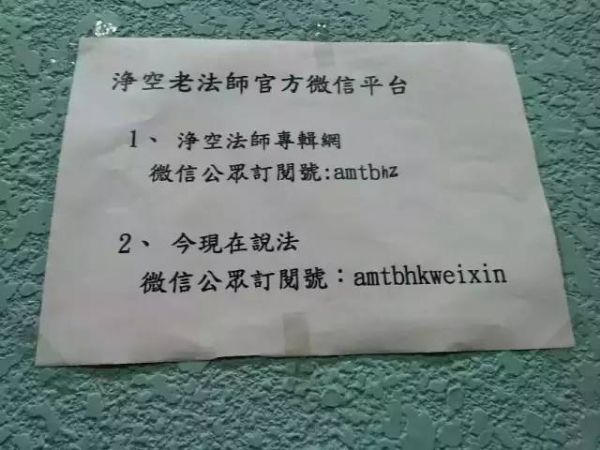 淨空老法師官方微信平台
1、淨空法師專輯網
微信公眾訂閱號:amtbhz
2、今現在說法
微信公眾訂閱號：amtbhkweixin